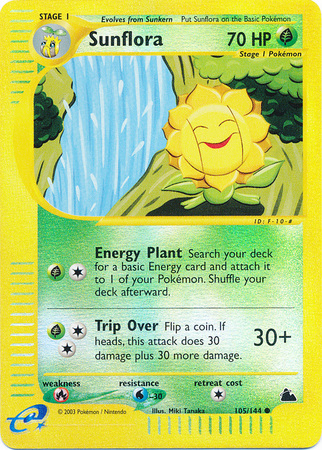 STAGE 1
Evolves from Sunkern Put Sunflora on the Basic Pokémon
Sunflora 70 HP
Stage 1 Pokémon
ID: F-10-#
Energy Plant Search your deck
for a basic Energy card and attach it
to 1 of your Pokémon. Shuffle your
deck afterward.
Trip Over Flip a coin. If
heads, this attack does 30
damage plus 30 more damage.
30+
weakness resistance retreat cost
-30
e
© 2003 Pokémon / Nintendo Illus. Miki Tanaka 105/144